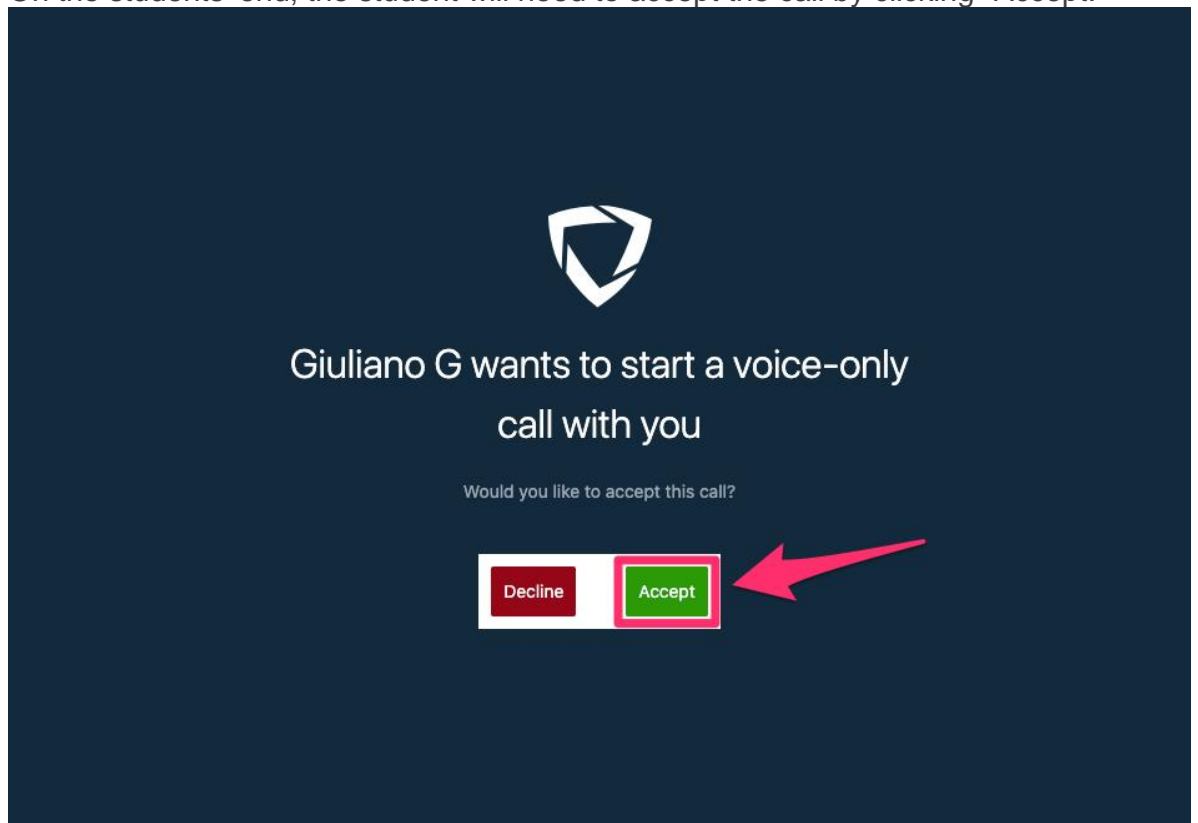 On the students' end, the student will need to accept the call by clicking "Accept."
Giuliano G wants to start a voice-only
call with you
Would you like to accept this call?
Decline
Accept